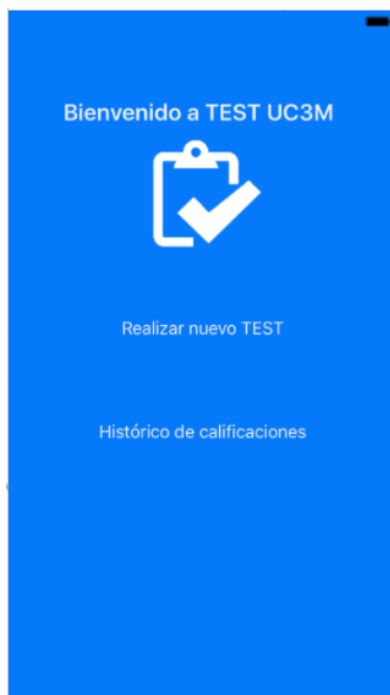 Bienvenido a TEST UC3M
Realizar nuevo TEST
Histórico de calificaciones